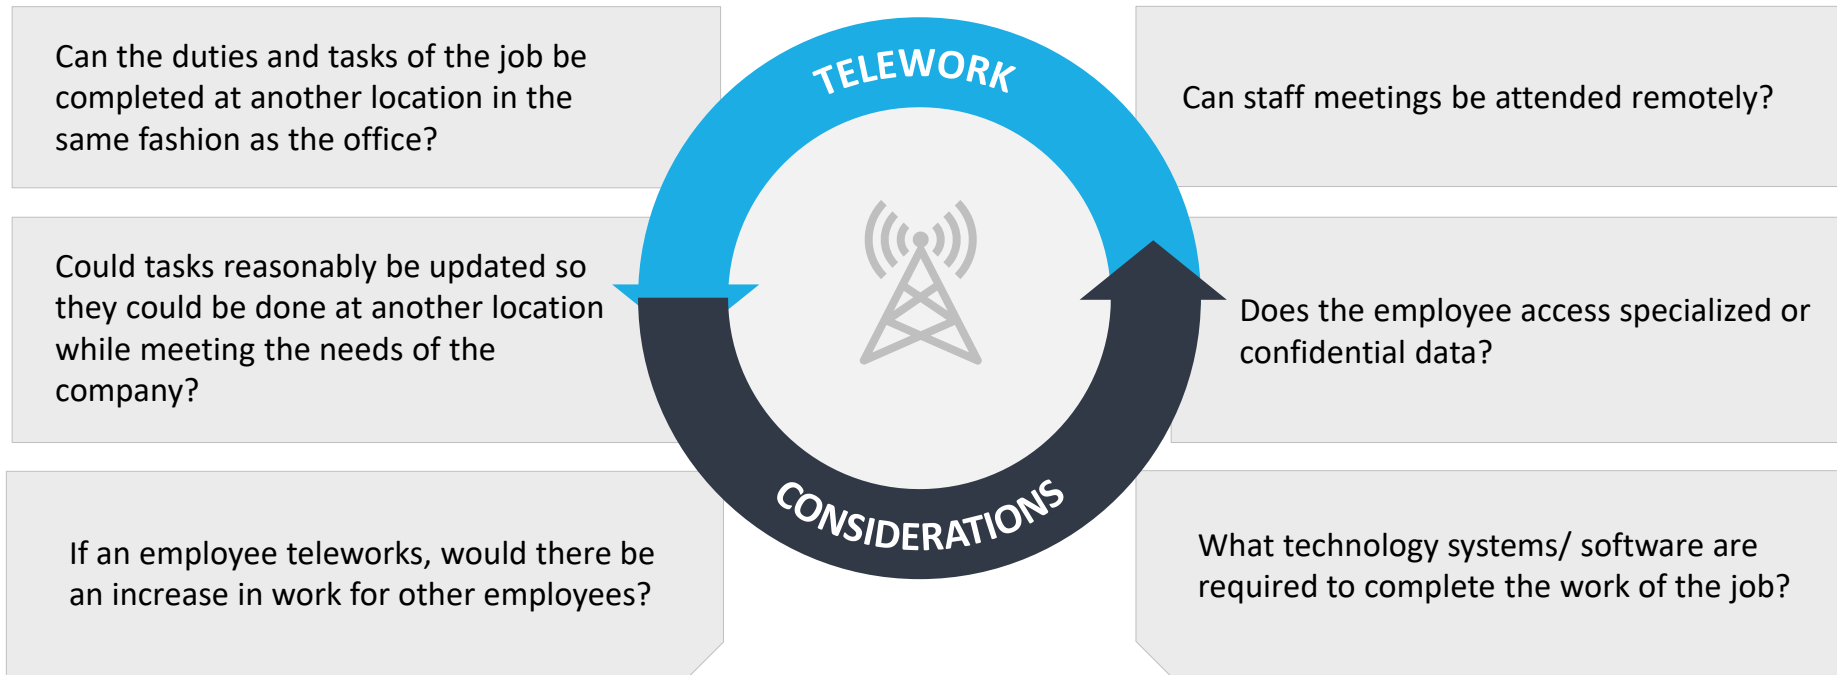 Can the duties and tasks of the job be
completed at another location in the
same fashion as the office?
Could tasks reasonably be updated so
they could be done at another location
while meeting the needs of the
company?
If an employee teleworks, would there be
an increase in work for other employees?
TELEWORK
CONSIDERATIONS
Can staff meetings be attended remotely?
Does the employee access specialized or
confidential data?
What technology systems/ software are
required to complete the work of the job?